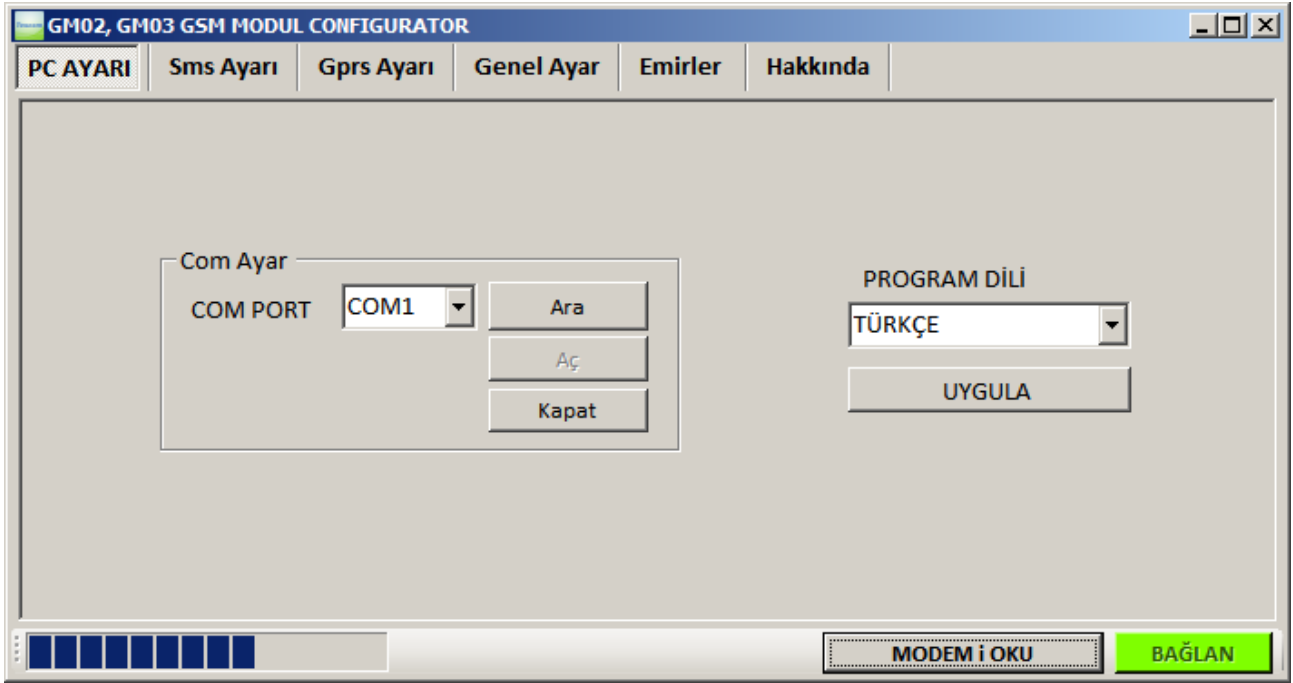 GM02, GM03 GSM MODUL CONFIGURATOR
PC AYARI Sms Ayarı Gprs Ayarı Genel Ayar Emirler Hakkında
Com Ayar
COM PORT COM1 Ara
Aç
Kapat
PROGRAM DİLİ
TÜRKÇE
UYGULA
MODEM i OKU BAĞLAN